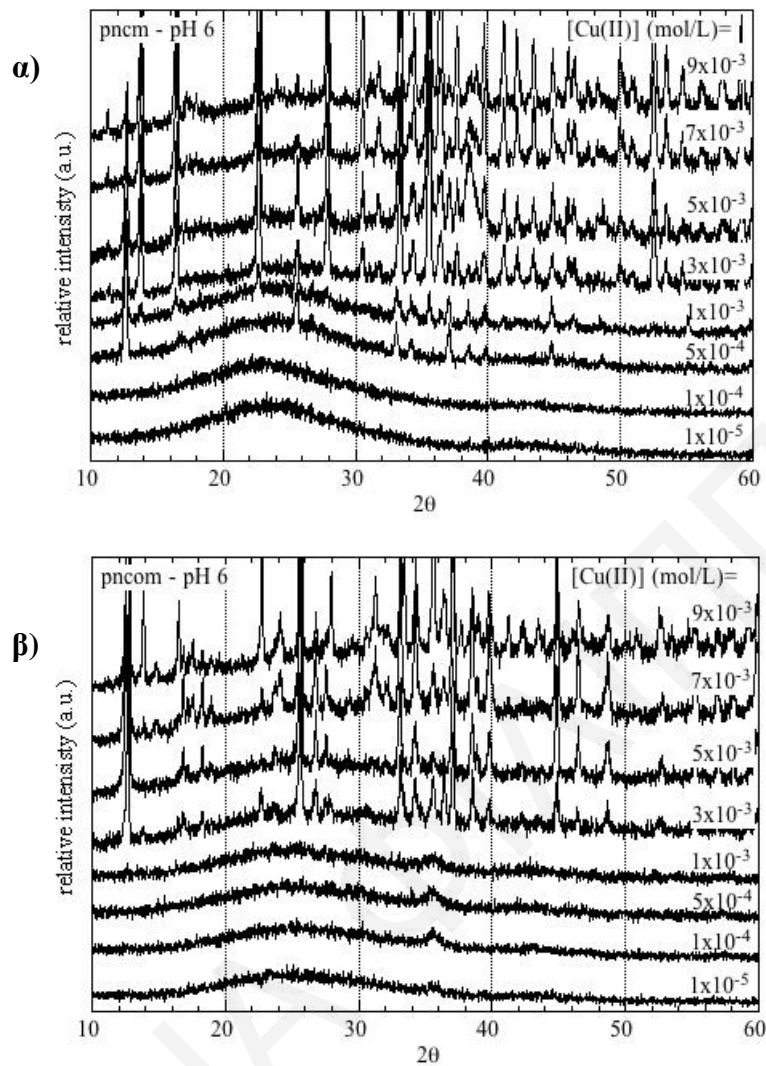 α)
pncm - pH 6
[Cu(II)] (mol/L)=
9x10⁻³
7x10⁻³
5x10⁻³
3x10⁻³
1x10⁻³
5x10⁻⁴
1x10⁻⁴
1x10⁻⁵
relative intensisty (a.u.)
10 20 30 40 50 60
2θ
β)
pncom - pH 6
[Cu(II)] (mol/L)=
9x10⁻³
7x10⁻³
5x10⁻³
3x10⁻³
1x10⁻³
5x10⁻⁴
1x10⁻⁴
1x10⁻⁵
relative intensisty (a.u.)
10 20 30 40 50 60
2θ